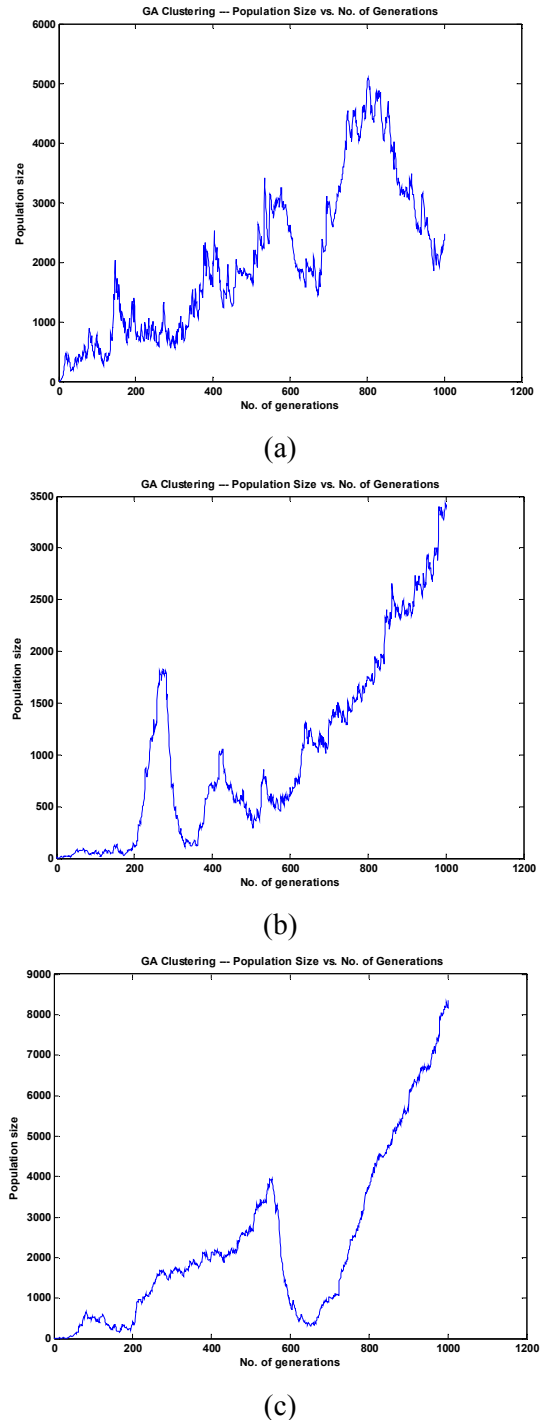 GA Clustering --- Population Size vs. No. of Generations
6000
5000
4000
3000
2000
1000
0
Population size
0 200 400 600 800 1000 1200
No. of generations
(a)
GA Clustering --- Population Size vs. No. of Generations
3500
3000
2500
2000
1500
1000
500
0
Population size
0 200 400 600 800 1000 1200
No. of generations
(b)
GA Clustering --- Population Size vs. No. of Generations
9000
8000
7000
6000
5000
4000
3000
2000
1000
0
Population size
0 200 400 600 800 1000 1200
No. of generations
(c)